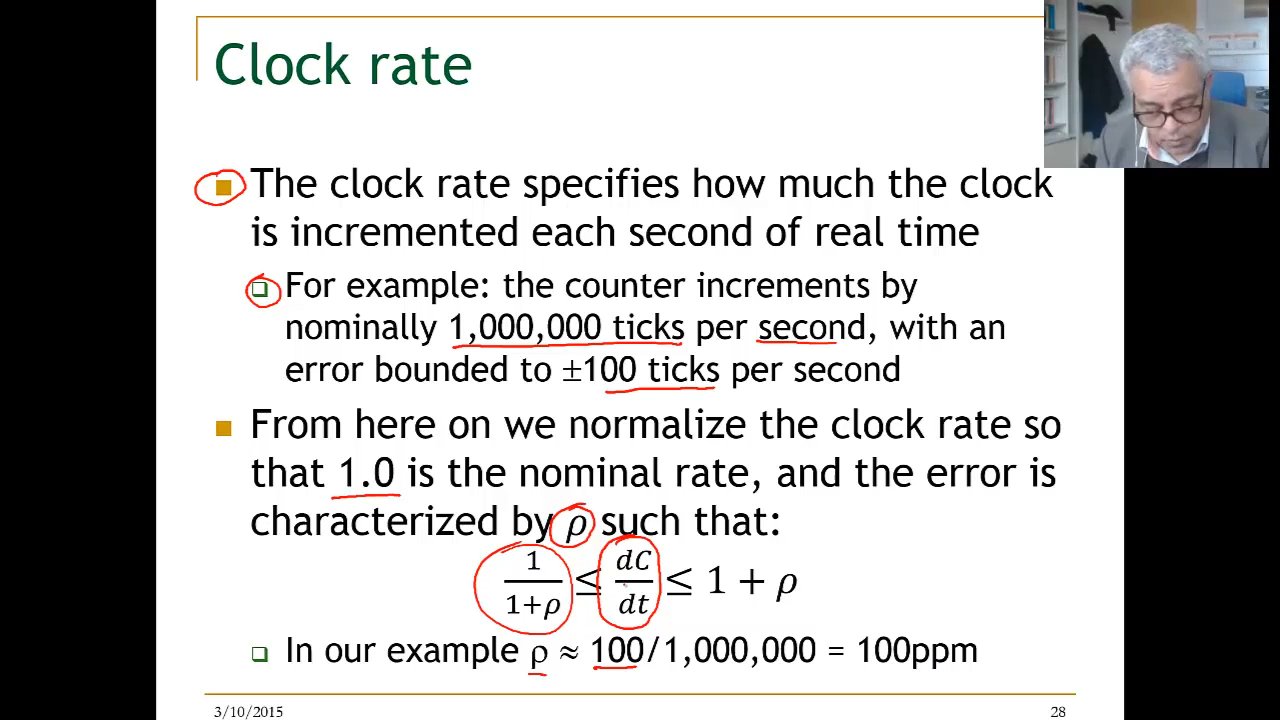 Clock rate
The clock rate specifies how much the clock
is incremented each second of real time
For example: the counter increments by
nominally 1,000,000 ticks per second, with an
error bounded to ±100 ticks per second
From here on we normalize the clock rate so
that 1.0 is the nominal rate, and the error is
characterized by ρ such that:
1/(1+ρ) ≤ dC/dt ≤ 1 + ρ
In our example ρ ≈ 100/1,000,000 = 100ppm
3/10/2015
28